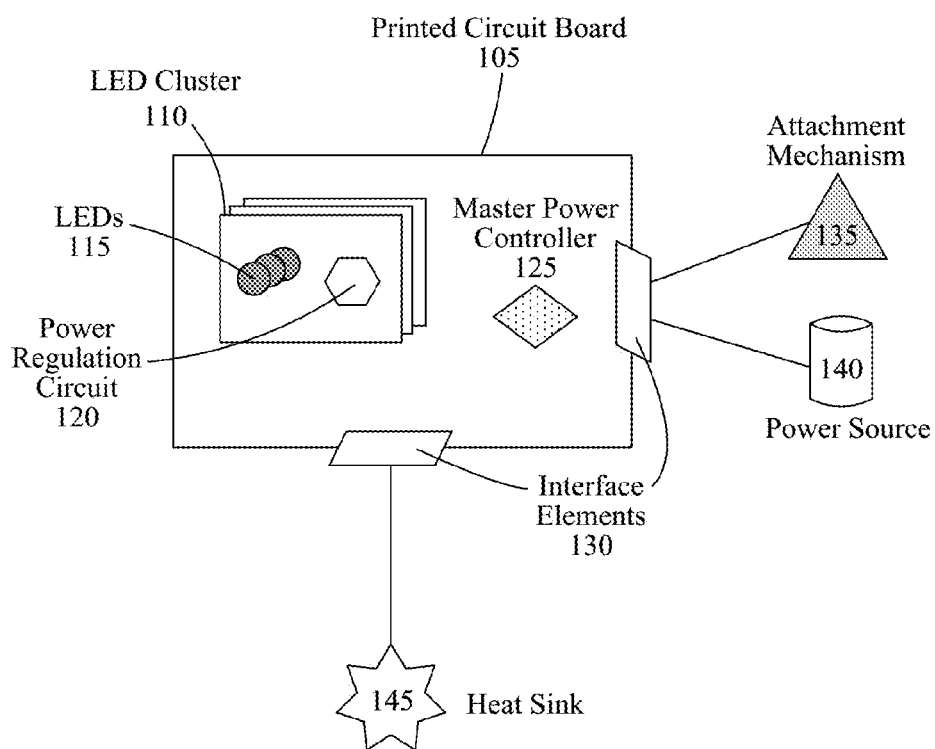 Printed Circuit Board
105
LED Cluster
110
Attachment
Mechanism
135
LEDs
115
Master Power
Controller
125
Power
Regulation
Circuit
120
140
Power Source
Interface
Elements
130
145
Heat Sink